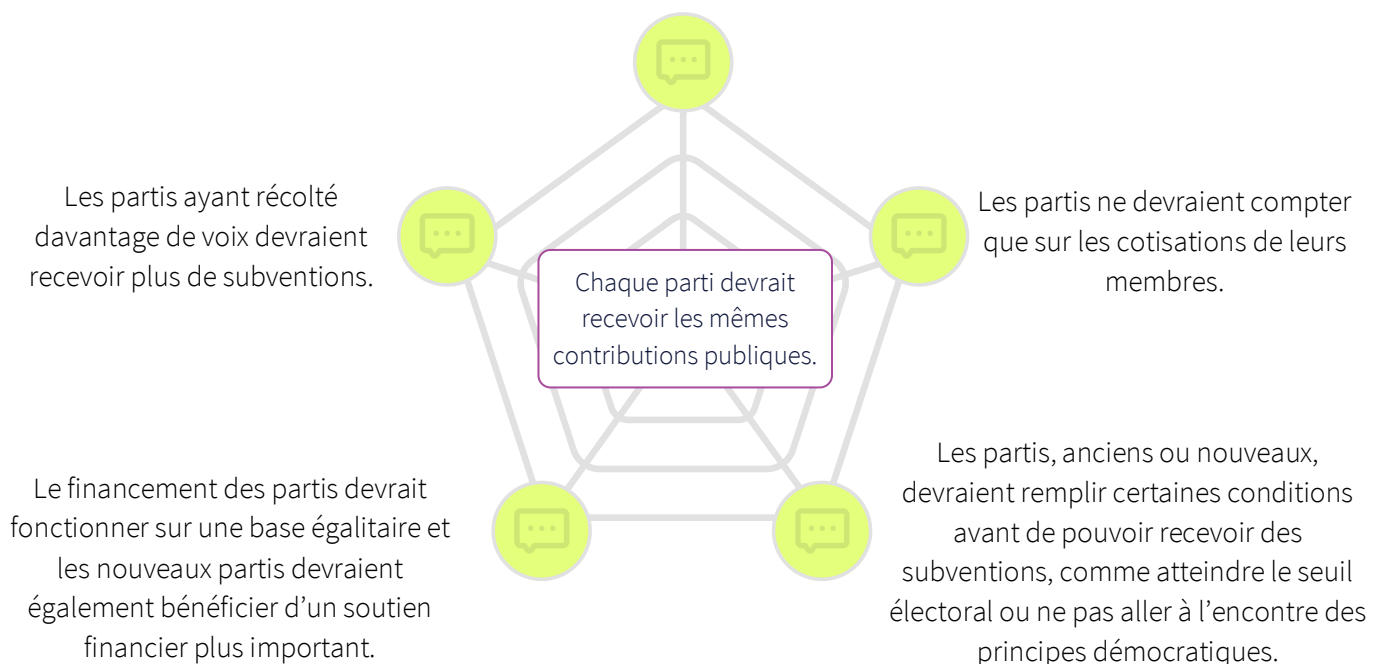 Les partis ayant récolté
davantage de voix devraient
recevoir plus de subventions.
Les partis ne devraient compter
que sur les cotisations de leurs
membres.
Chaque parti devrait
recevoir les mêmes
contributions publiques.
Le financement des partis devrait
fonctionner sur une base égalitaire et
les nouveaux partis devraient
également bénéficier d’un soutien
financier plus important.
Les partis, anciens ou nouveaux,
devraient remplir certaines conditions
avant de pouvoir recevoir des
subventions, comme atteindre le seuil
électoral ou ne pas aller à l’encontre des
principes démocratiques.